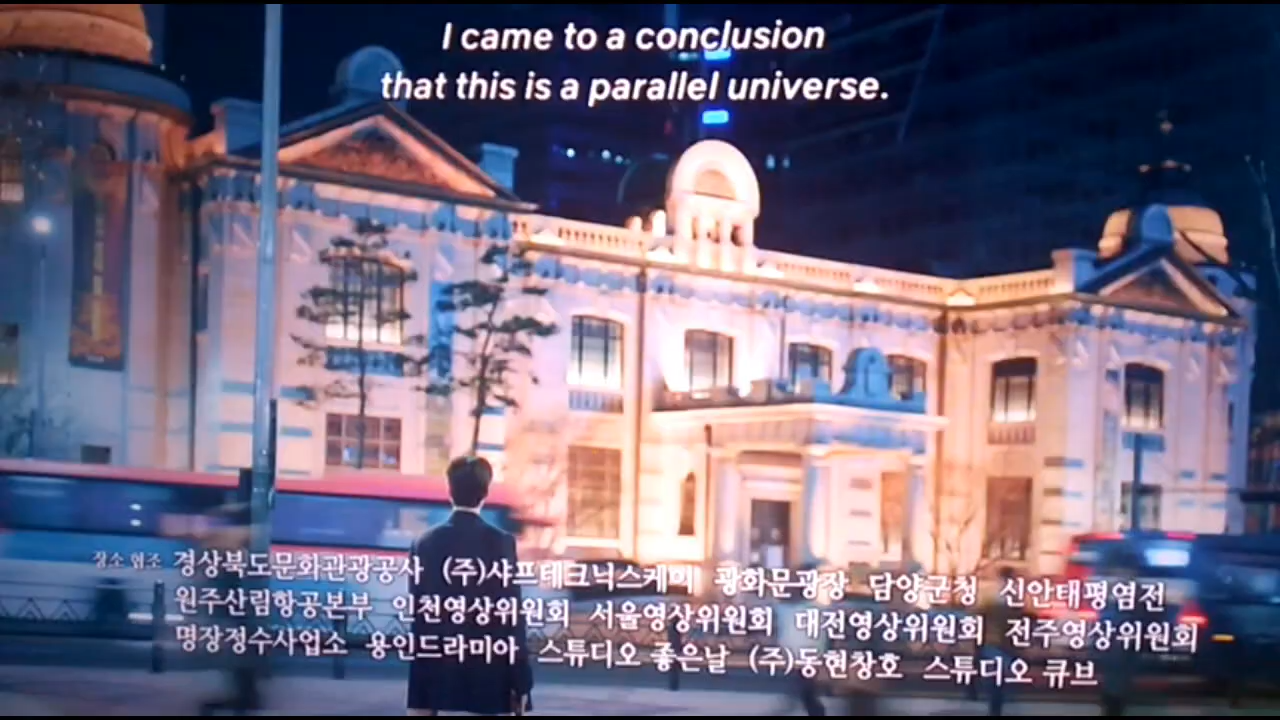 I came to a conclusion
that this is a parallel universe.
장소 협조 경상북도문화관광공사 (주)샤프테크닉스케이 광화문광장 담양군청 신안태평염전
원주산림항공본부 인천영상위원회 서울영상위원회 대전영상위원회 전주영상위원회
명장정수사업소 용인드라미아 스튜디오 좋은날 (주)동현창호 스튜디오 큐브